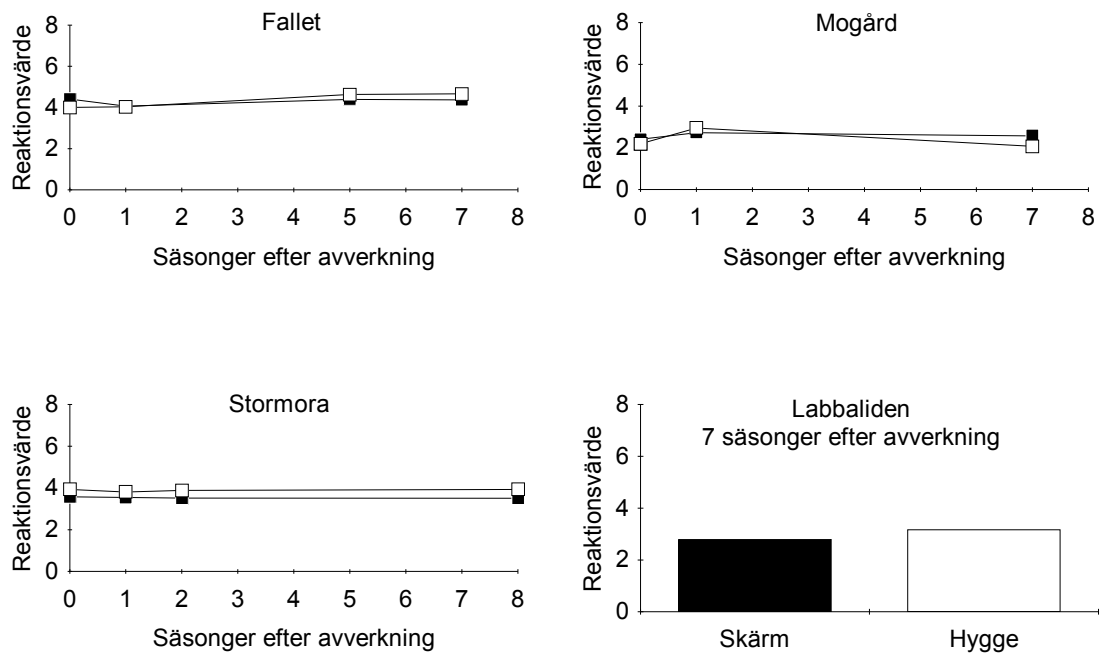 Fallet
Reaktionsvärde
8
6
4
2
0
0 1 2 3 4 5 6 7 8
Säsonger efter avverkning
Mogård
Reaktionsvärde
8
6
4
2
0
0 1 2 3 4 5 6 7 8
Säsonger efter avverkning
Stormora
Reaktionsvärde
8
6
4
2
0
0 1 2 3 4 5 6 7 8
Säsonger efter avverkning
Labbaliden
7 säsonger efter avverkning
Reaktionsvärde
8
6
4
2
0
Skärm Hygge